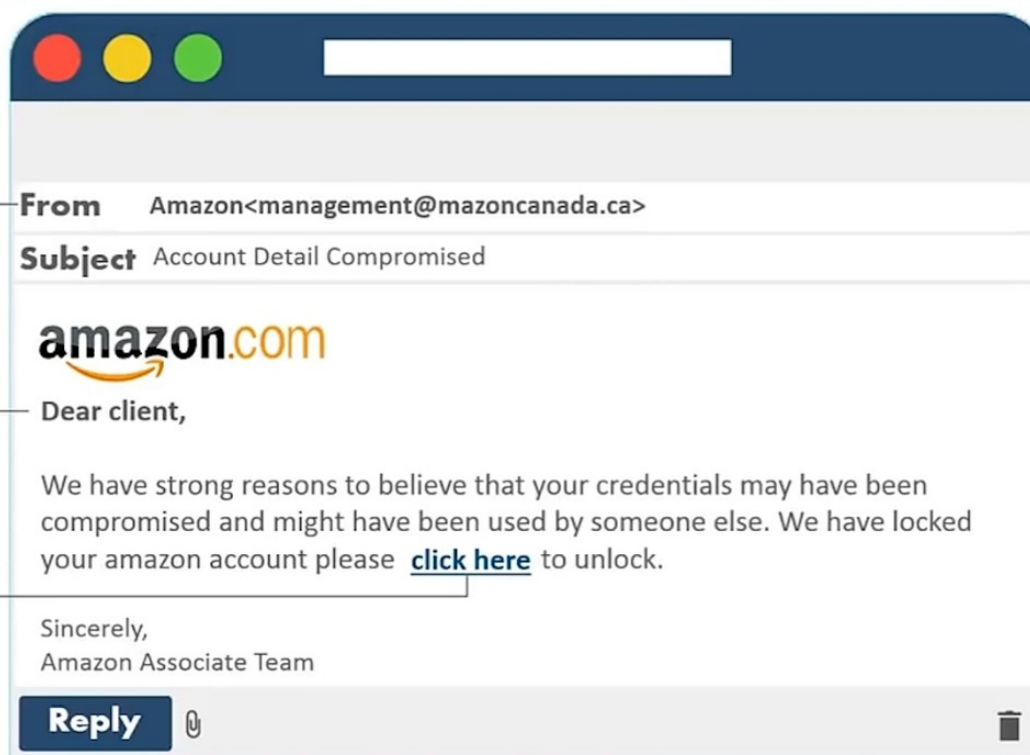 From Amazon<management@mazoncanada.ca>
Subject Account Detail Compromised
amazon.com
Dear client,
We have strong reasons to believe that your credentials may have been
compromised and might have been used by someone else. We have locked
your amazon account please click here to unlock.
Sincerely,
Amazon Associate Team
Reply